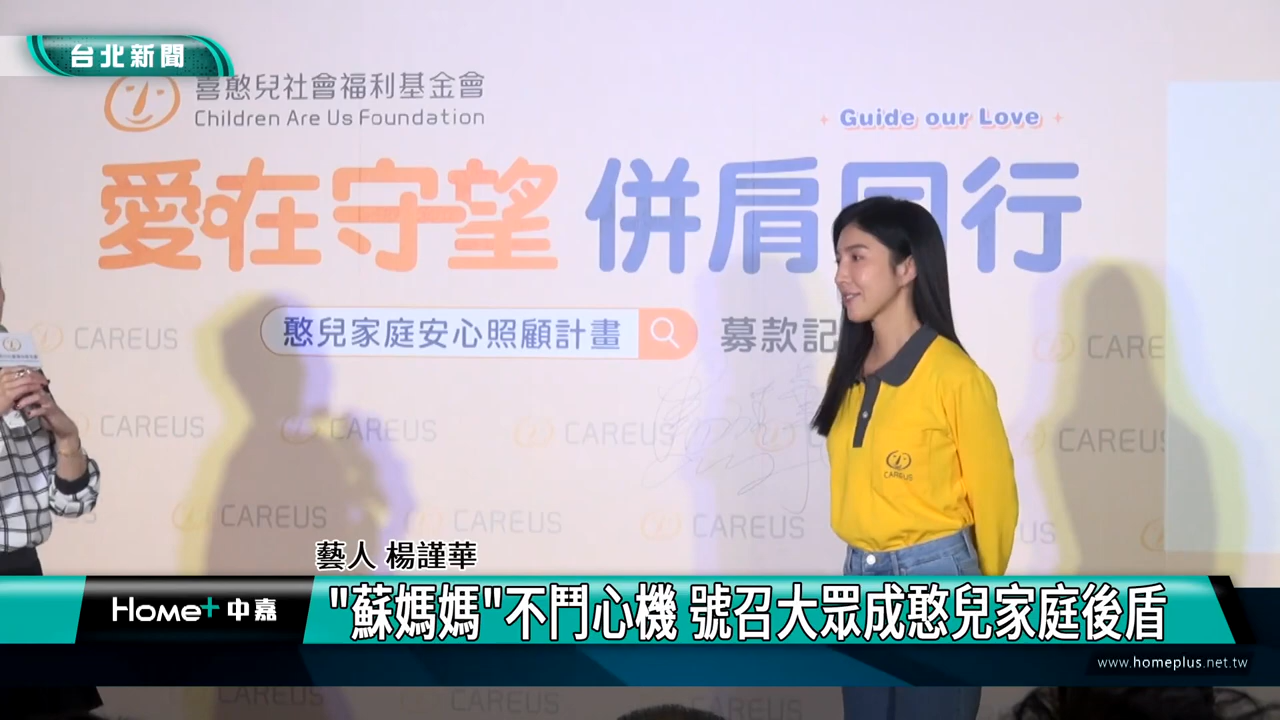 台北新聞
喜憨兒社會福利基金會
Children Are Us Foundation
Guide our Love
愛在守望 併肩同行
憨兒家庭安心照顧計畫 募款記
CAREUS CARE
CAREUS CAREUS CAREUS CAREUS
CAREUS
CAREUS CAREUS CAREUS
藝人 楊謹華
"蘇媽媽"不鬥心機 號召大眾成憨兒家庭後盾
Home+ 中嘉
www.homeplus.net.tw
CAREUS CAREUS CAREUS